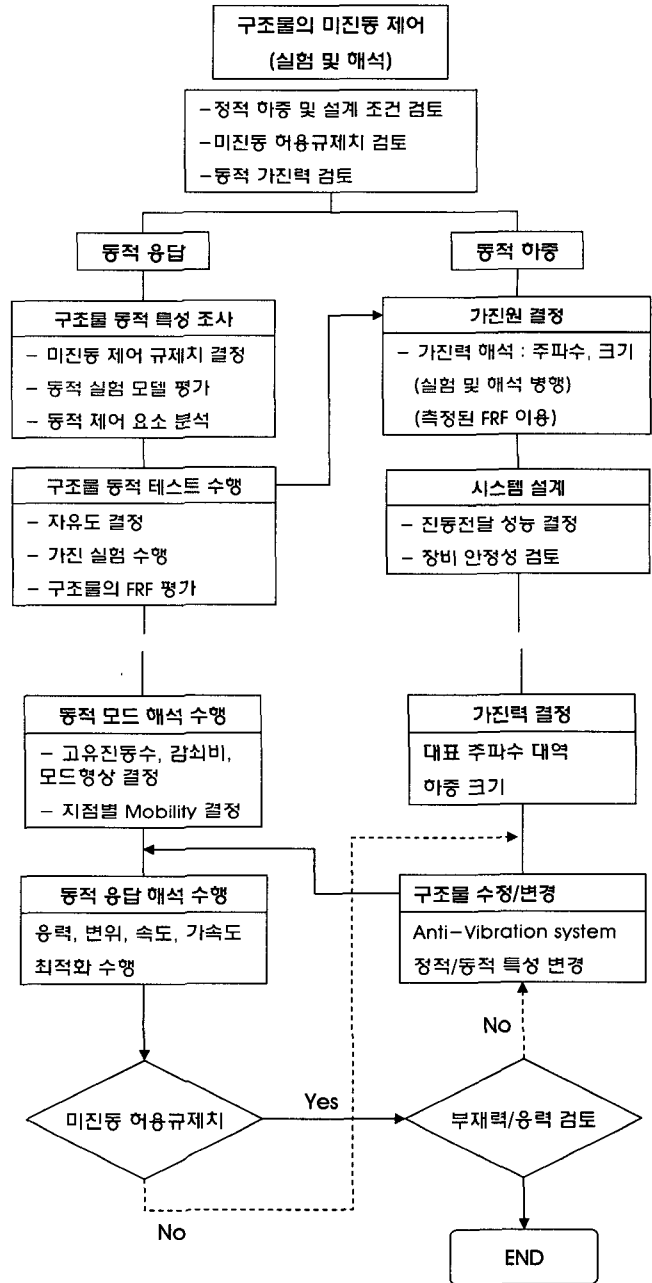 구조물의 미진동 제어
(실험 및 해석)
-정적 하중 및 설계 조건 검토
-미진동 허용규제치 검토
-동적 가진력 검토
동적 응답
동적 하중
구조물 동적 특성 조사
- 미진동 제어 규제치 결정
- 동적 실험 모델 평가
- 동적 제어 요소 분석
가진원 결정
- 가진력 해석 : 주파수, 크기
(실험 및 해석 병행)
(측정된 FRF 이용)
구조물 동적 테스트 수행
- 자유도 결정
- 가진 실험 수행
- 구조물의 FRF 평가
시스템 설계
- 진동전달 성능 결정
- 장비 안정성 검토
동적 모드 해석 수행
- 고유진동수, 감쇠비,
모드형상 결정
- 지점별 Mobility 결정
가진력 결정
대표 주파수 대역
하중 크기
동적 응답 해석 수행
응력, 변위, 속도, 가속도
최적화 수행
구조물 수정/변경
Anti-Vibration system
정적/동적 특성 변경
No
미진동 허용규제치
Yes
부재력/응력 검토
No
END